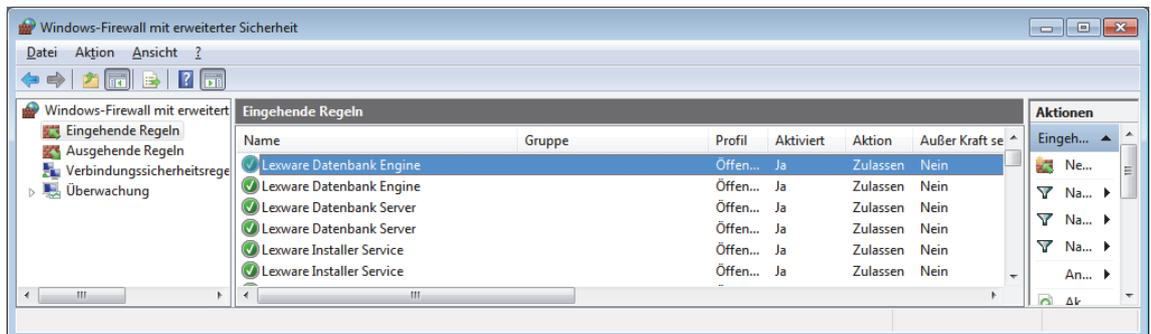 Windows-Firewall mit erweiterter Sicherheit
Datei Aktion Ansicht ?
Windows-Firewall mit erweitert
Eingehende Regeln
Ausgehende Regeln
Verbindungssicherheitsrege
Überwachung
Eingehende Regeln
Name Gruppe Profil Aktiviert Aktion Außer Kraft se
Lexware Datenbank Engine Öffen... Ja Zulassen Nein
Lexware Datenbank Engine Öffen... Ja Zulassen Nein
Lexware Datenbank Server Öffen... Ja Zulassen Nein
Lexware Datenbank Server Öffen... Ja Zulassen Nein
Lexware Installer Service Öffen... Ja Zulassen Nein
Lexware Installer Service Öffen... Ja Zulassen Nein
Aktionen
Eingeh...
Ne...
Na...
Na...
Na...
An...
Ak